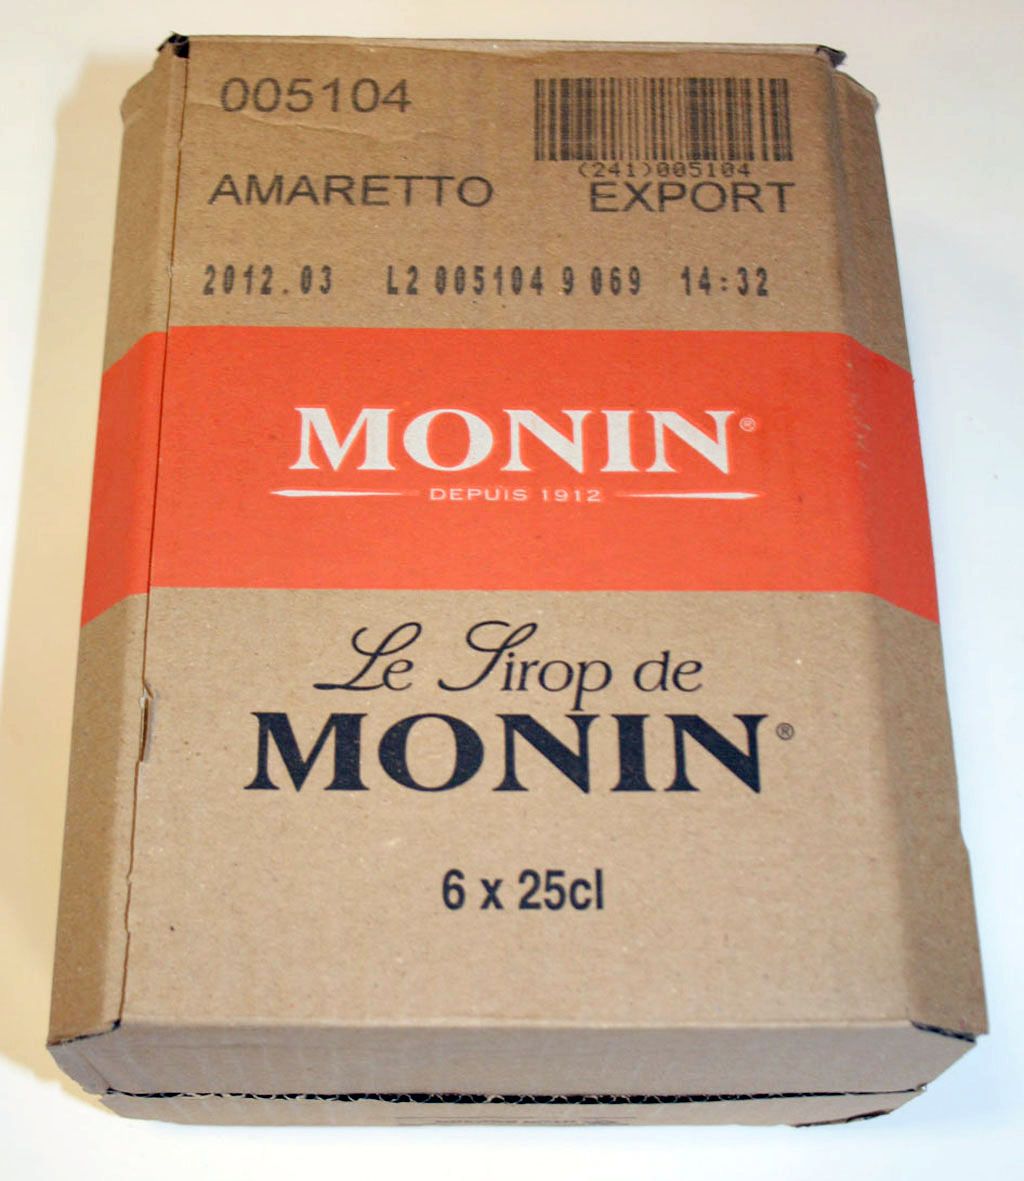 005104
(241)005104
AMARETTO EXPORT
2012.03 L2 005104 9 069 14:32
MONIN®
DEPUIS 1912
Le Sirop de
MONIN®
6 x 25cl